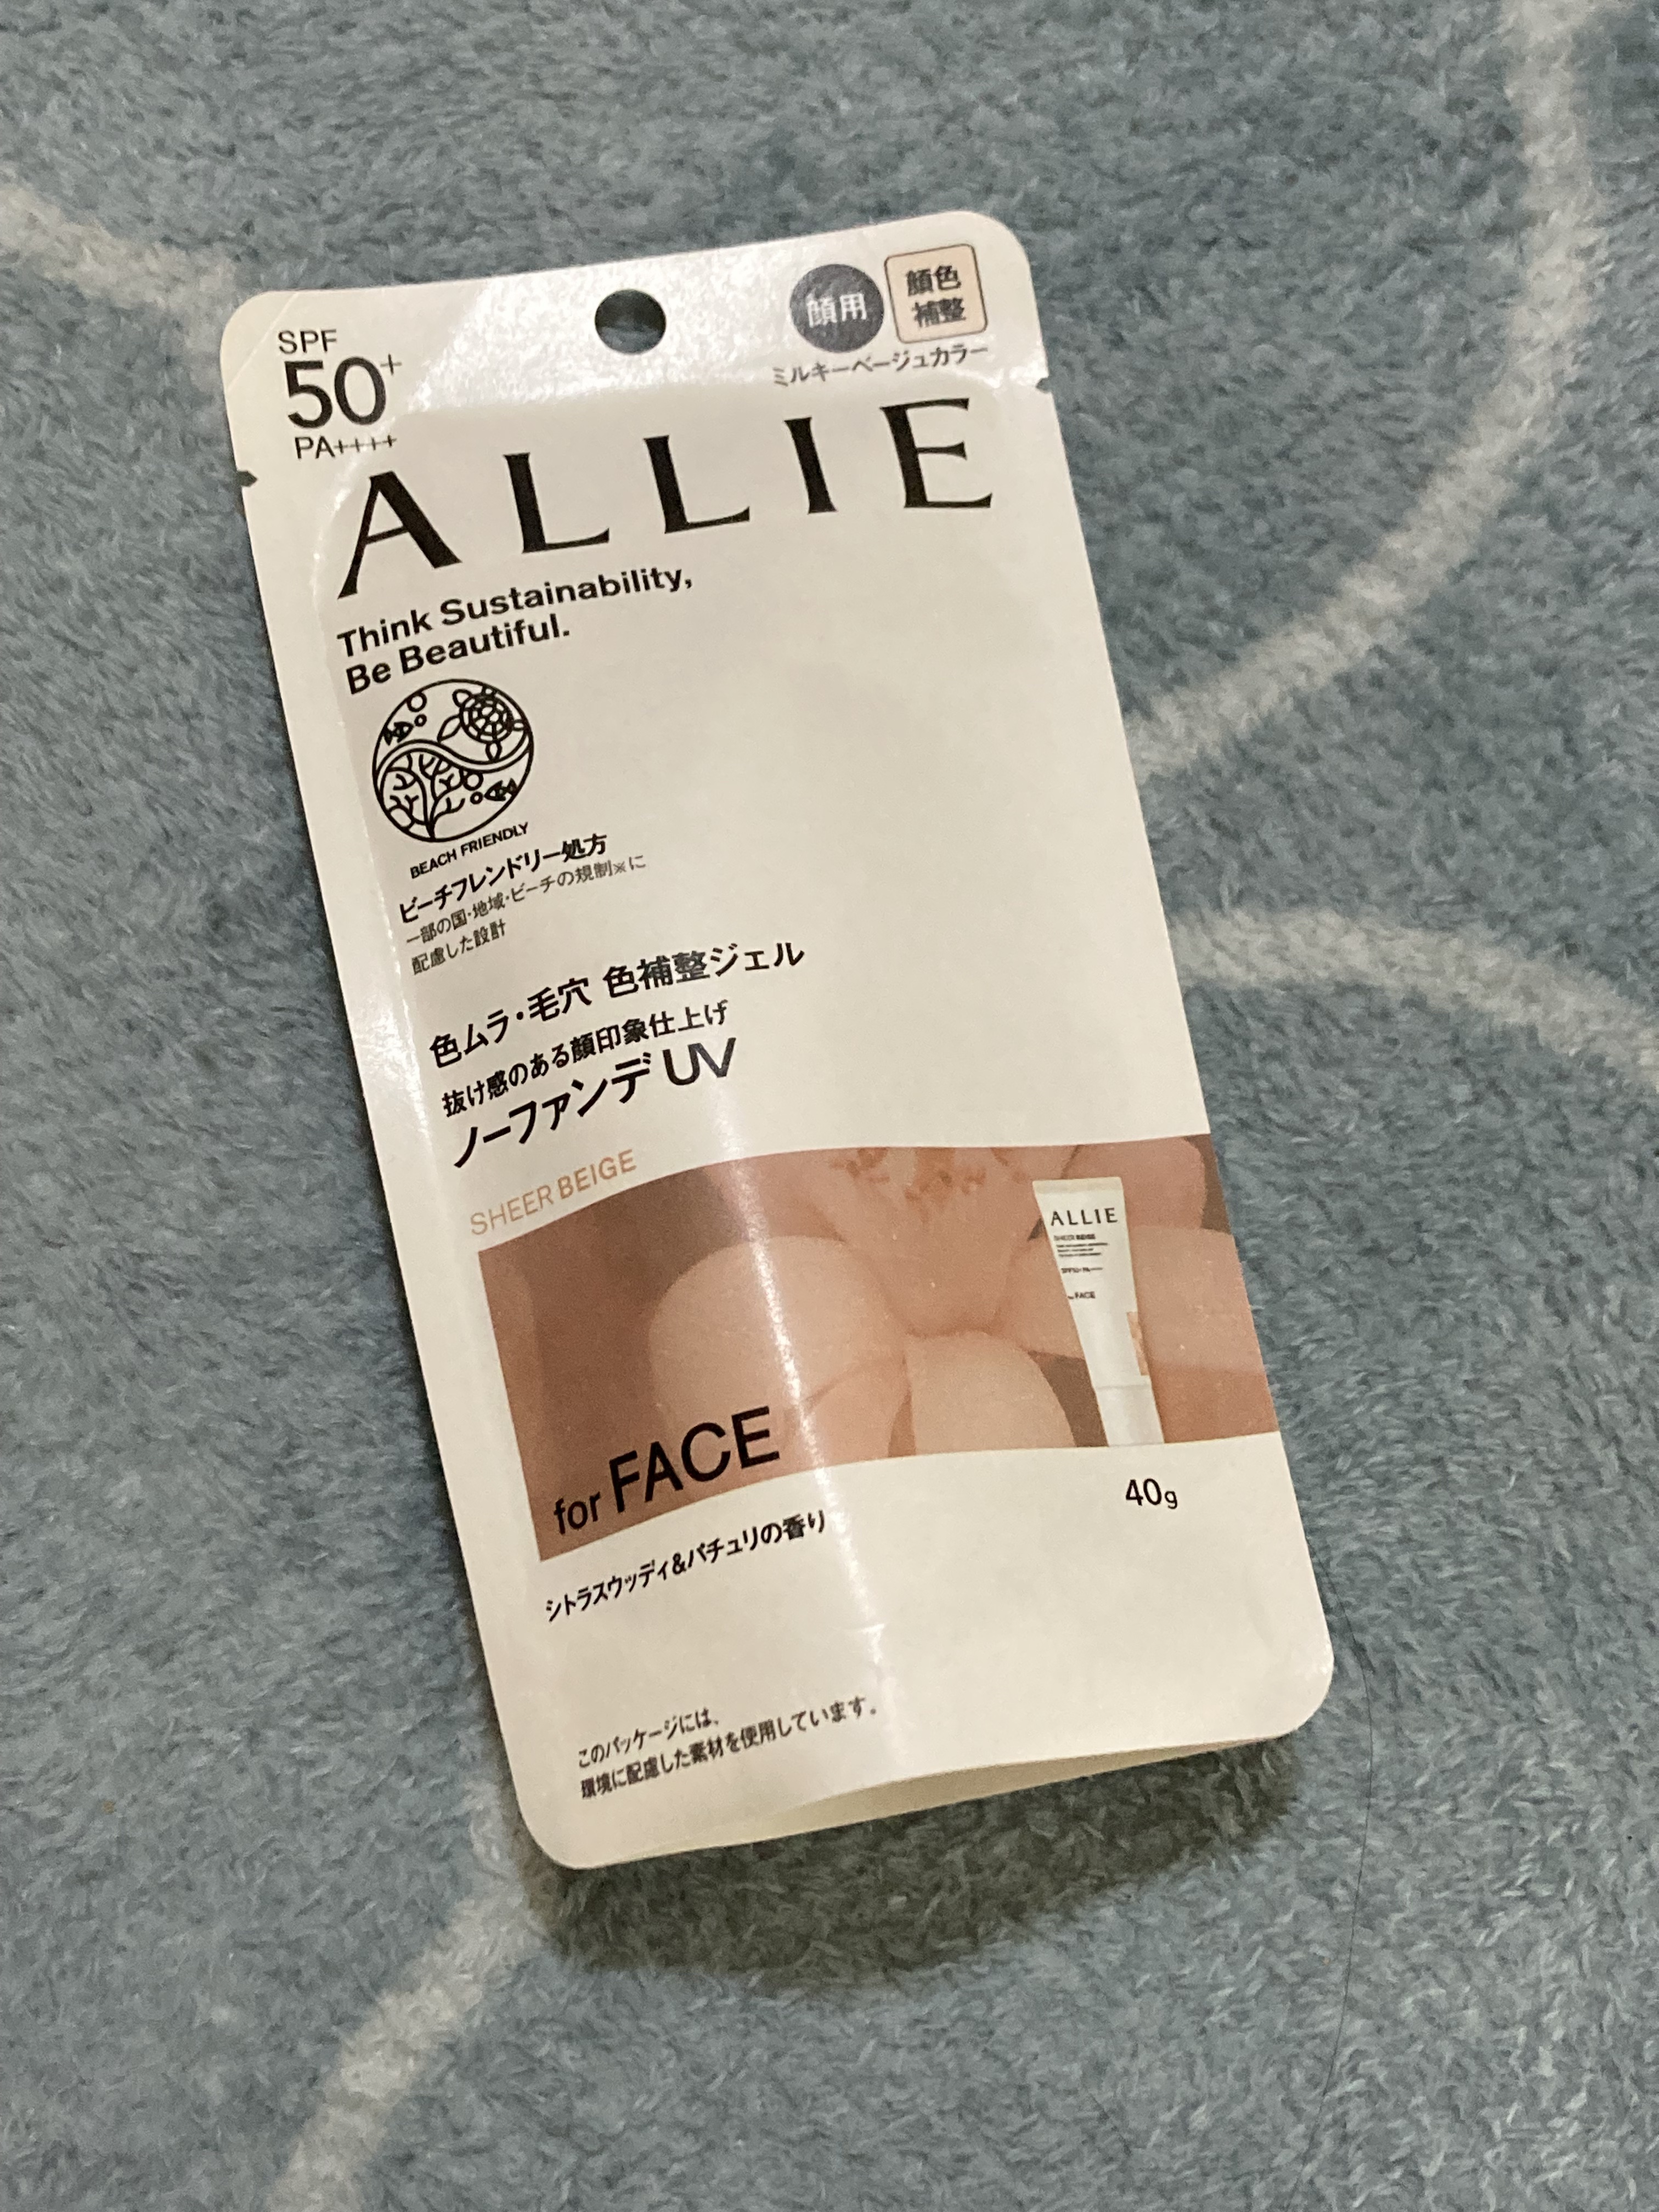 SPF
50+
PA++++
顔用
顔色
補整
ミルキーベージュカラー
ALLIE
Think Sustainability,
Be Beautiful.
BEACH FRIENDLY
ビーチフレンドリー処方
一部の国・地域・ビーチの規制※に
配慮した設計
色ムラ・毛穴 色補整ジェル
抜け感のある顔印象仕上げ
ノーファンデUV
SHEER BEIGE
ALLIE
SHEER BEIGE
for FACE
for FACE
40g
シトラスウッディ&パチュリの香り
このパッケージには、
環境に配慮した素材を使用しています。